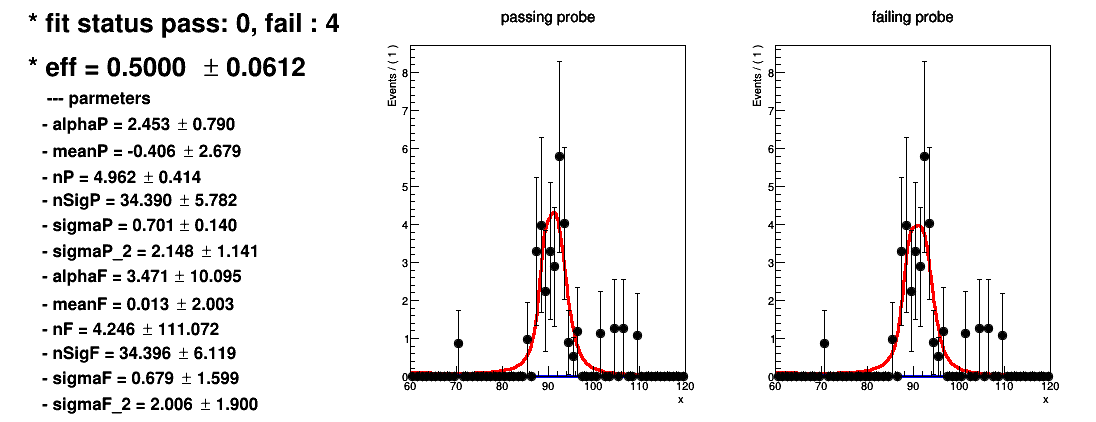 * fit status pass: 0, fail : 4
* eff = 0.5000 ± 0.0612
--- parmeters
- alphaP = 2.453 ± 0.790
- meanP = -0.406 ± 2.679
- nP = 4.962 ± 0.414
- nSigP = 34.390 ± 5.782
- sigmaP = 0.701 ± 0.140
- sigmaP_2 = 2.148 ± 1.141
- alphaF = 3.471 ± 10.095
- meanF = 0.013 ± 2.003
- nF = 4.246 ± 111.072
- nSigF = 34.396 ± 6.119
- sigmaF = 0.679 ± 1.599
- sigmaF_2 = 2.006 ± 1.900
passing probe
Events / ( 1 )
8
7
6
5
4
3
2
1
0
60 70 80 90 100 110 120
x
failing probe
Events / ( 1 )
8
7
6
5
4
3
2
1
0
60 70 80 90 100 110 120
x